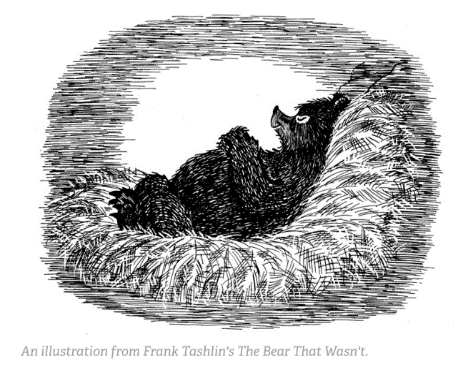 An illustration from Frank Tashlin's The Bear That Wasn't.